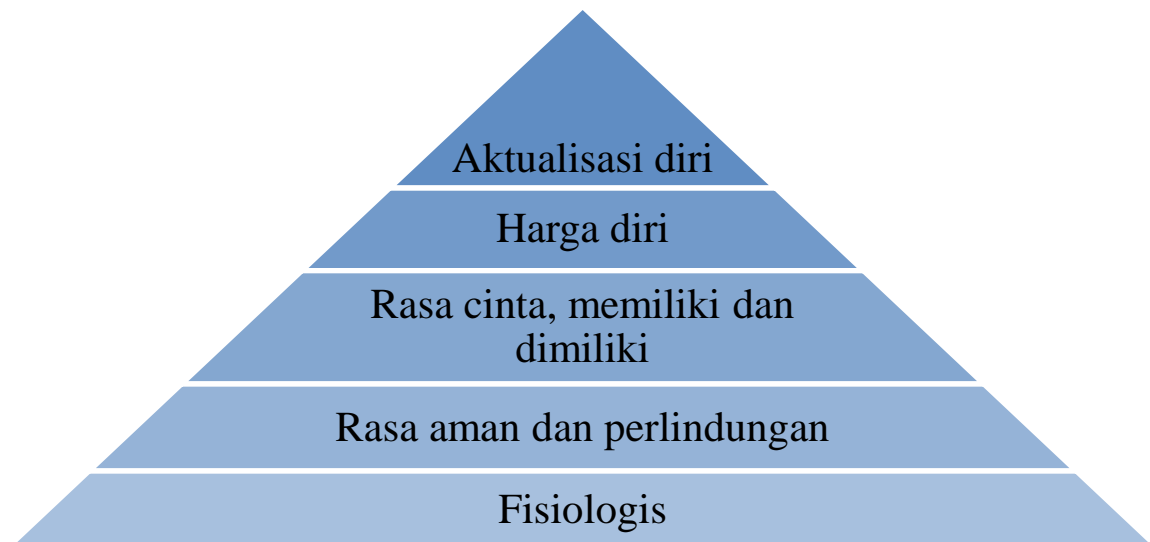 Aktualisasi diri
Harga diri
Rasa cinta, memiliki dan
dimiliki
Rasa aman dan perlindungan
Fisiologis